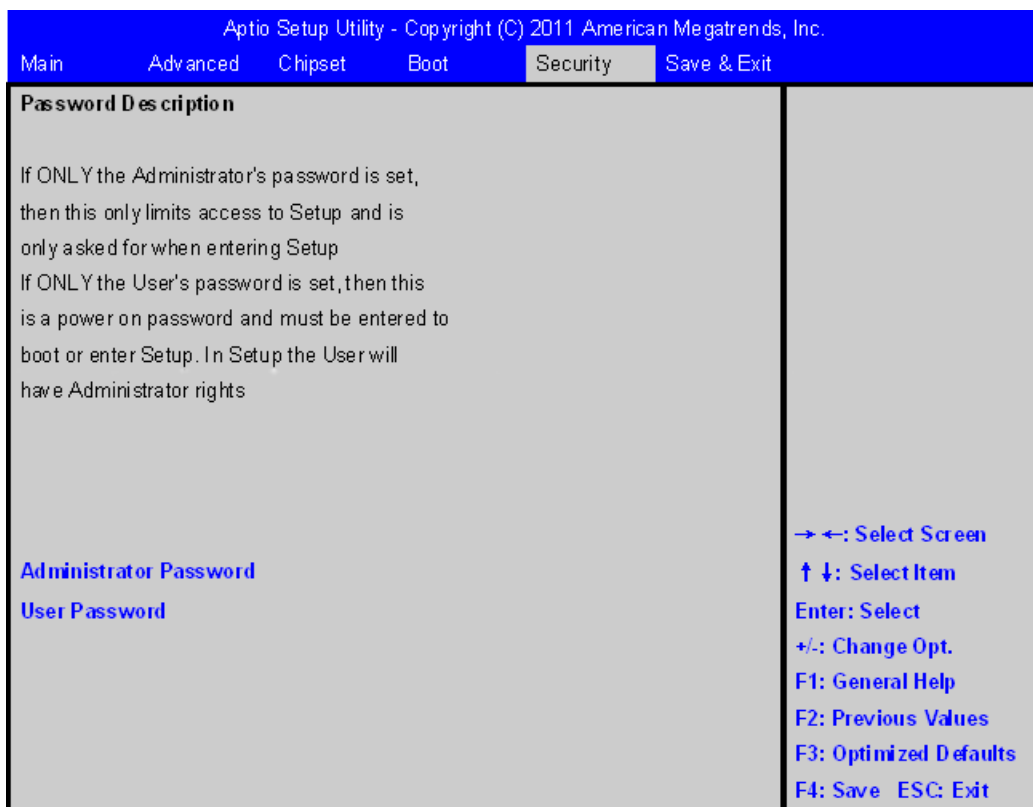 Aptio Setup Utility - Copyright (C) 2011 American Megatrends, Inc.
Main Advanced Chipset Boot Security Save & Exit
Password Description
If ONLY the Administrator's password is set,
then this only limits access to Setup and is
only asked for when entering Setup
If ONLY the User's password is set, then this
is a power on password and must be entered to
boot or enter Setup. In Setup the User will
have Administrator rights
Administrator Password
User Password
→ ←: Select Screen
↑ ↓: Select Item
Enter: Select
+/-: Change Opt.
F1: General Help
F2: Previous Values
F3: Optimized Defaults
F4: Save ESC: Exit